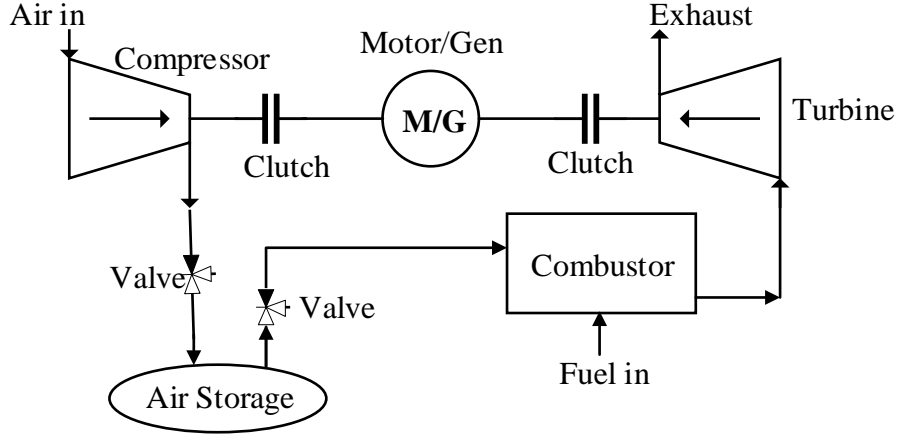 Air in
Exhaust
Motor/Gen
Compressor
M/G
Turbine
Clutch
Clutch
Combustor
Valve
Valve
Fuel in
Air Storage